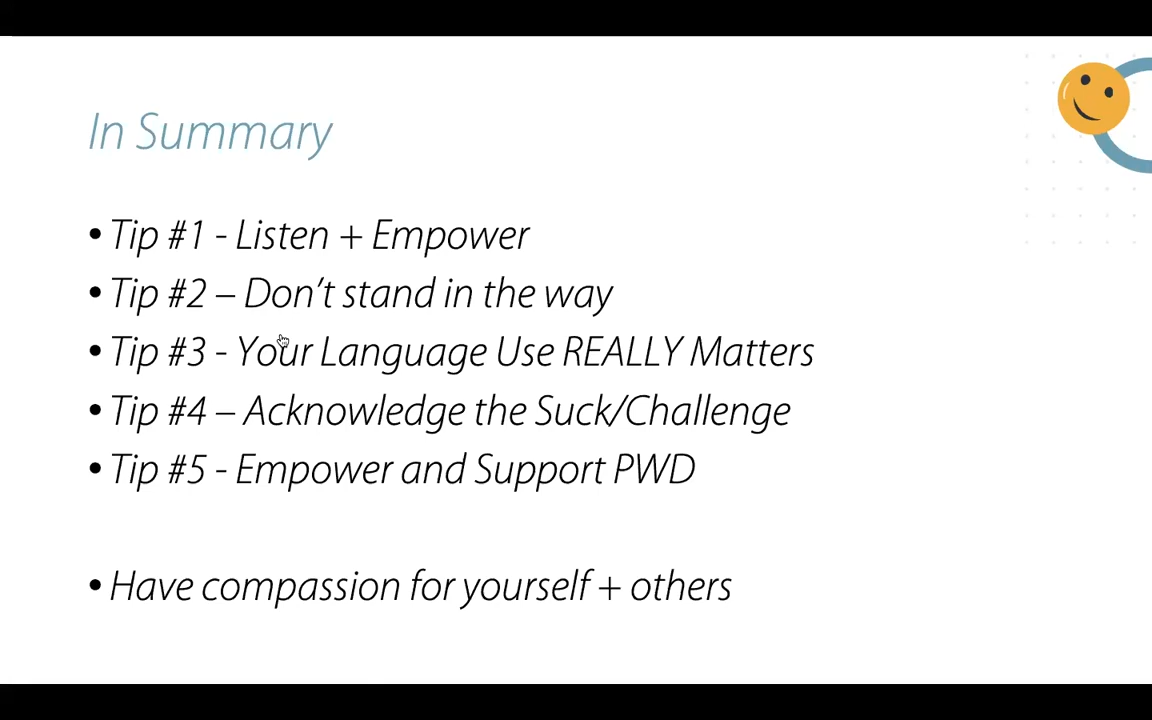 In Summary
• Tip #1 - Listen + Empower
• Tip #2 – Don’t stand in the way
• Tip #3 - Your Language Use REALLY Matters
• Tip #4 – Acknowledge the Suck/Challenge
• Tip #5 - Empower and Support PWD
• Have compassion for yourself + others